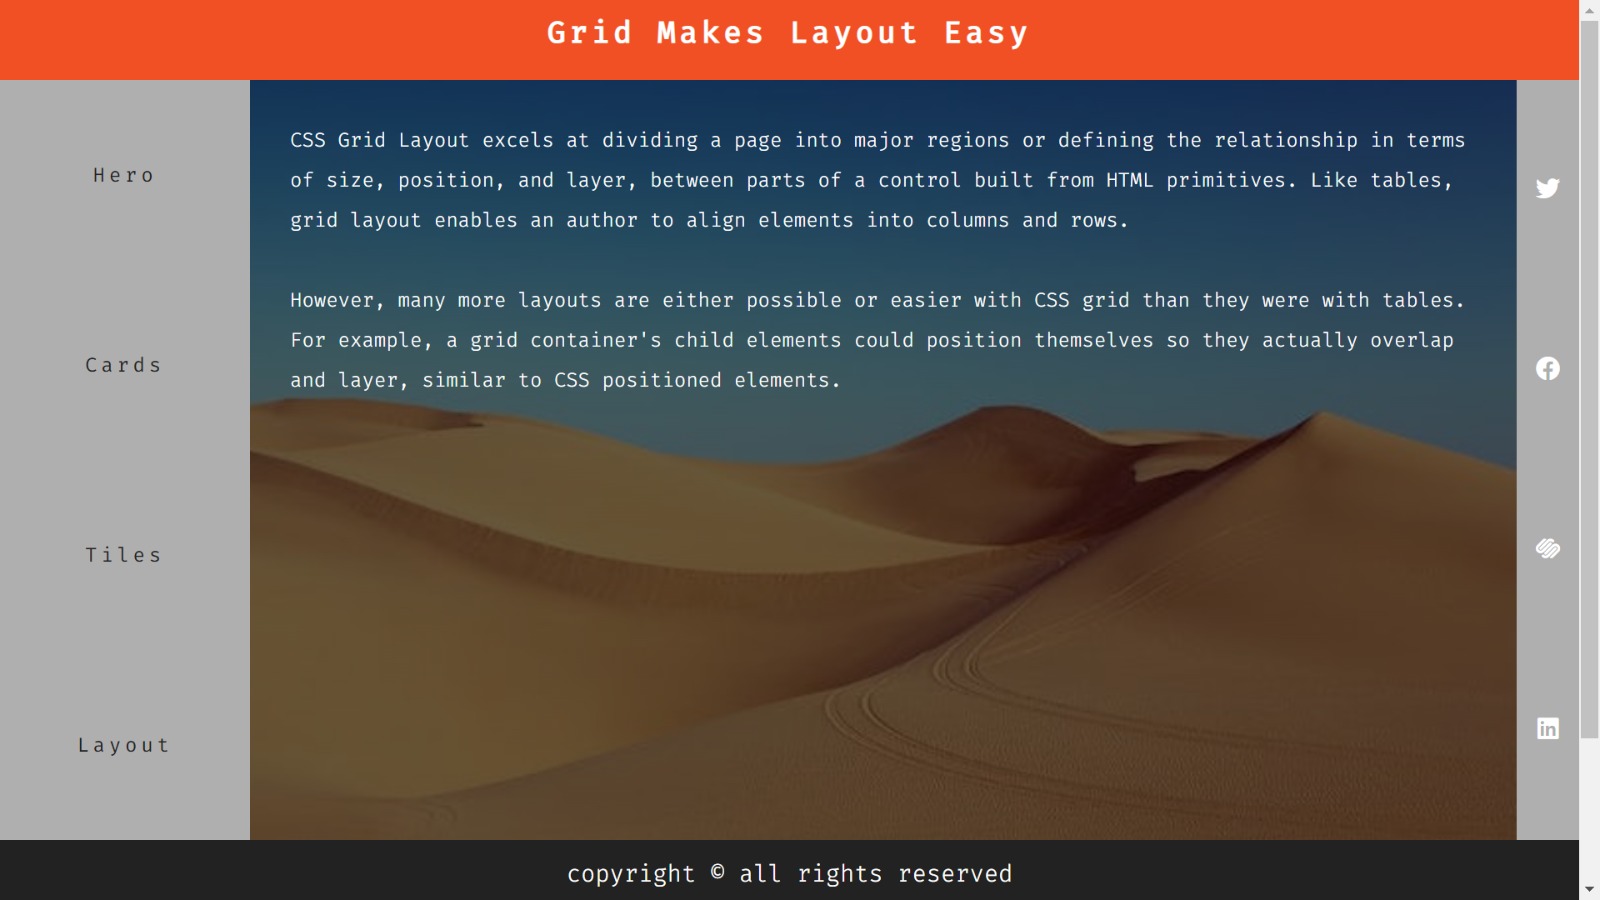 Grid Makes Layout Easy
Hero
Cards
Tiles
Layout
CSS Grid Layout excels at dividing a page into major regions or defining the relationship in terms
of size, position, and layer, between parts of a control built from HTML primitives. Like tables,
grid layout enables an author to align elements into columns and rows.
However, many more layouts are either possible or easier with CSS grid than they were with tables.
For example, a grid container's child elements could position themselves so they actually overlap
and layer, similar to CSS positioned elements.
copyright © all rights reserved